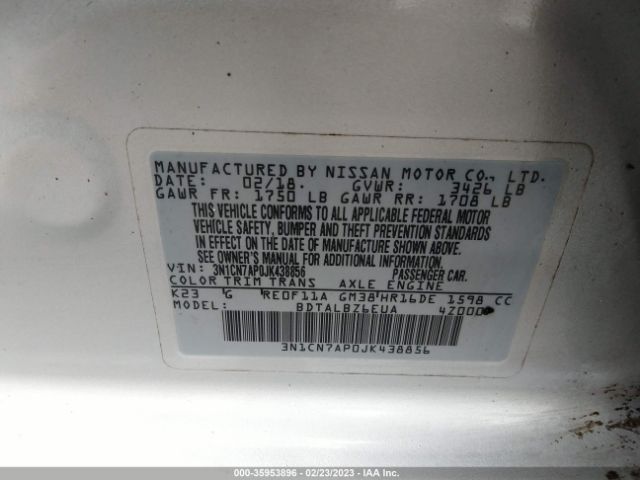 MANUFACTURED BY NISSAN MOTOR CO., LTD.
DATE: 02/18. GVWR: 3426 LB
GAWR FR: 1750 LB GAWR RR: 1708 LB
THIS VEHICLE CONFORMS TO ALL APPLICABLE FEDERAL MOTOR
VEHICLE SAFETY, BUMPER AND THEFT PREVENTION STANDARDS
IN EFFECT ON THE DATE OF MANUFACTURE SHOWN ABOVE.
SEE OWNER'S MANUAL FOR ADDITIONAL INFORMATION.
VIN: 3N1CN7AP0JK438856 PASSENGER CAR.
COLOR TRIM TRANS AXLE ENGINE
K23 G RE0F11A GM38 HR16DE 1598 CC
MODEL: BDTALBZ6EUA 4Z000
3N1CN7AP0JK438856
000-35953896 - 02/23/2023 - IAA Inc.